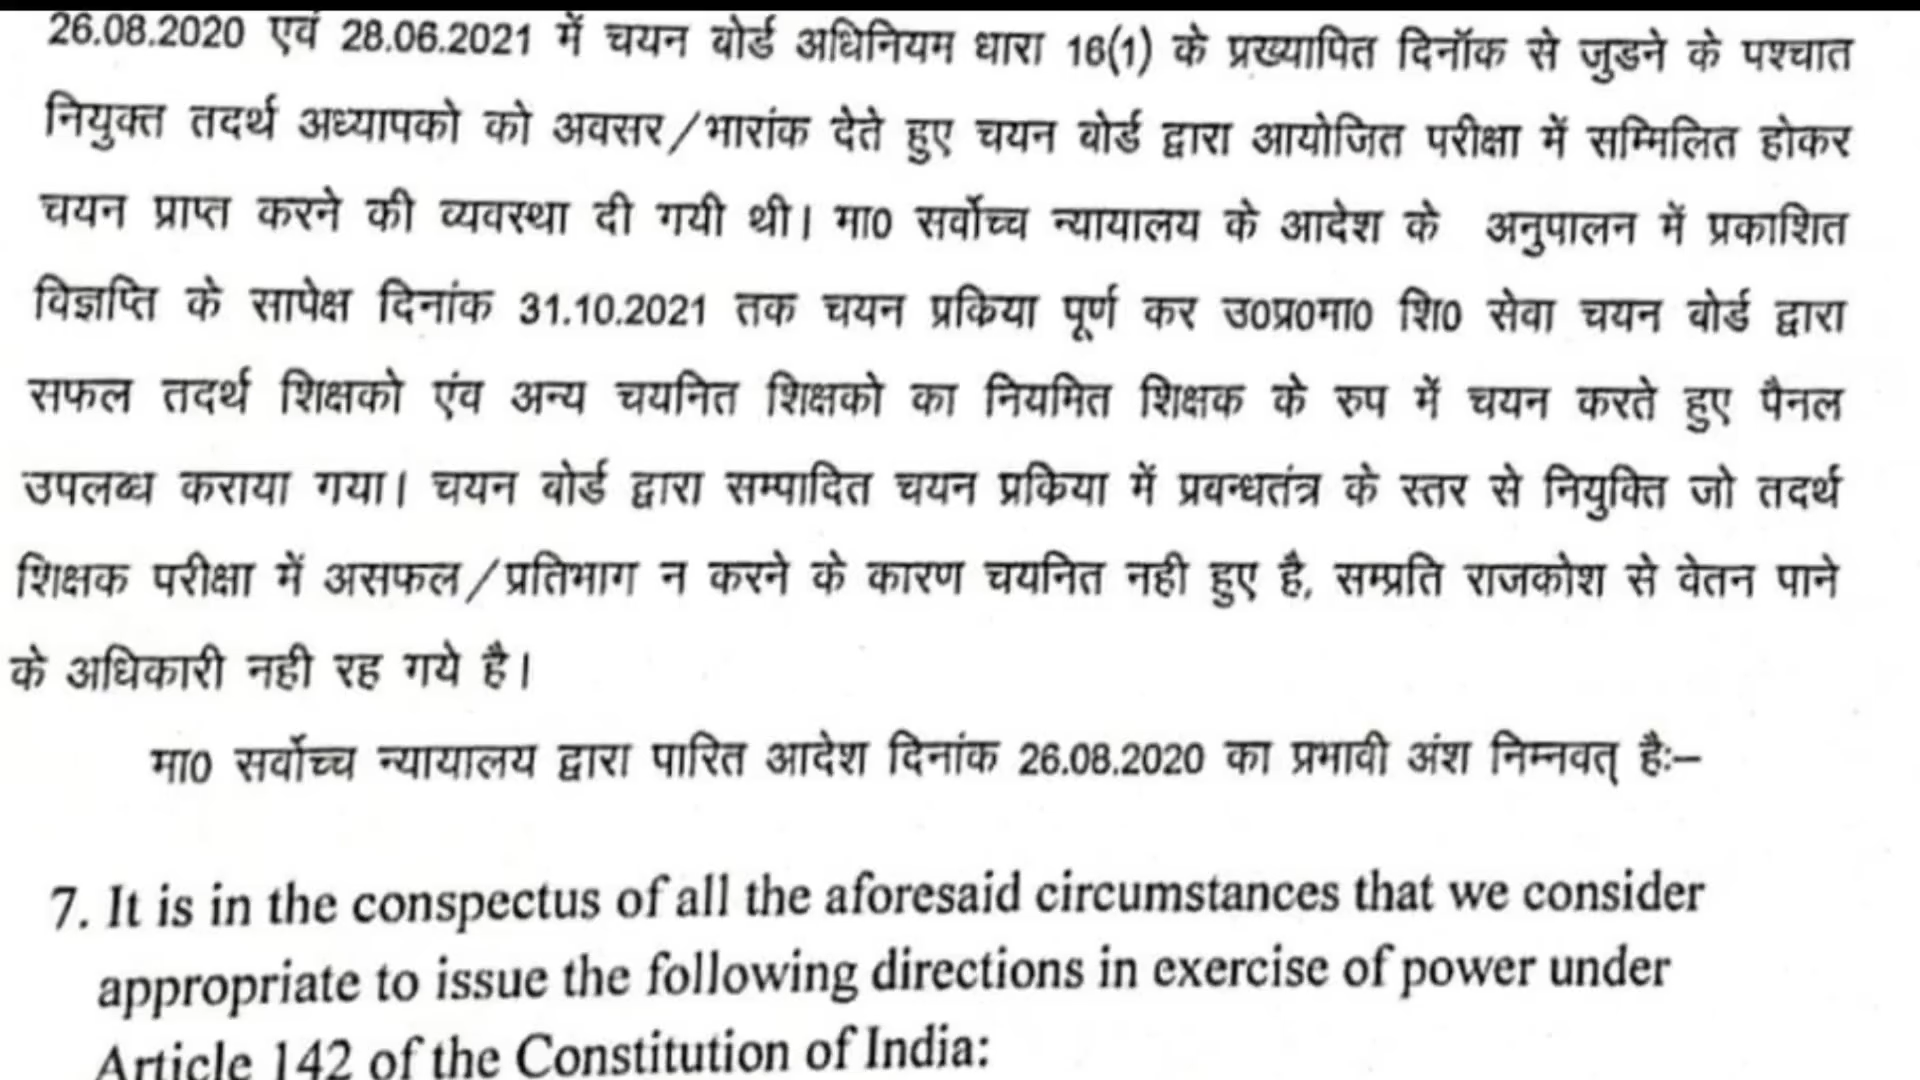 26.08.2020 एवं 28.06.2021 में चयन बोर्ड अधिनियम धारा 16(1) के प्रख्यापित दिनॉक से जुडने के पश्चात
नियुक्त तदर्थ अध्यापको को अवसर/भारांक देते हुए चयन बोर्ड द्वारा आयोजित परीक्षा में सम्मिलित होकर
चयन प्राप्त करने की व्यवस्था दी गयी थी। मा0 सर्वोच्च न्यायालय के आदेश के अनुपालन में प्रकाशित
विज्ञप्ति के सापेक्ष दिनांक 31.10.2021 तक चयन प्रकिया पूर्ण कर उ0प्र0मा0 शि0 सेवा चयन बोर्ड द्वारा
सफल तदर्थ शिक्षको एंव अन्य चयनित शिक्षको का नियमित शिक्षक के रुप में चयन करते हुए पैनल
उपलब्ध कराया गया। चयन बोर्ड द्वारा सम्पादित चयन प्रकिया में प्रबन्धतंत्र के स्तर से नियुक्ति जो तदर्थ
शिक्षक परीक्षा में असफल/प्रतिभाग न करने के कारण चयनित नही हुए है, सम्प्रति राजकोश से वेतन पाने
के अधिकारी नही रह गये है।
मा0 सर्वोच्च न्यायालय द्वारा पारित आदेश दिनांक 26.08.2020 का प्रभावी अंश निम्नवत् है:–
7. It is in the conspectus of all the aforesaid circumstances that we consider
appropriate to issue the following directions in exercise of power under
Article 142 of the Constitution of India: